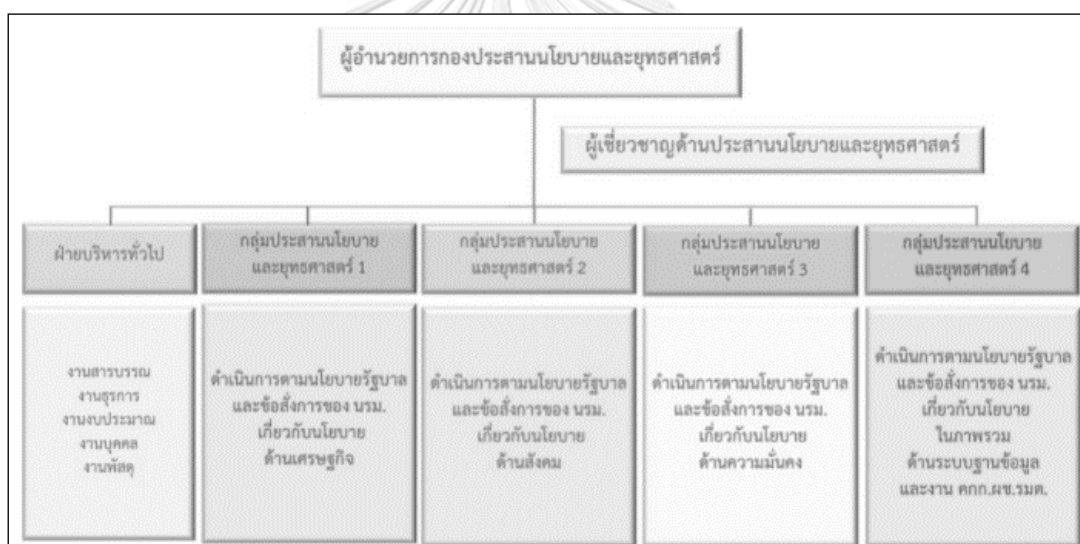 ผู้อำนวยการกองประสานนโยบายและยุทธศาสตร์
ผู้เชี่ยวชาญด้านประสานนโยบายและยุทธศาสตร์
ฝ่ายบริหารทั่วไป
กลุ่มประสานนโยบาย
และยุทธศาสตร์ 1
กลุ่มประสานนโยบาย
และยุทธศาสตร์ 2
กลุ่มประสานนโยบาย
และยุทธศาสตร์ 3
กลุ่มประสานนโยบาย
และยุทธศาสตร์ 4
งานสารบรรณ
งานธุรการ
งานงบประมาณ
งานบุคคล
งานพัสดุ
ดำเนินการตามนโยบายรัฐบาล
และข้อสั่งการของ นรม.
เกี่ยวกับนโยบาย
ด้านเศรษฐกิจ
ดำเนินการตามนโยบายรัฐบาล
และข้อสั่งการของ นรม.
เกี่ยวกับนโยบาย
ด้านสังคม
ดำเนินการตามนโยบายรัฐบาล
และข้อสั่งการของ นรม.
เกี่ยวกับนโยบาย
ด้านความมั่นคง
ดำเนินการตามนโยบายรัฐบาล
และข้อสั่งการของ นรม.
เกี่ยวกับนโยบาย
ในภาพรวม
ด้านระบบฐานข้อมูล
และงาน คกก.ผช.รมต.